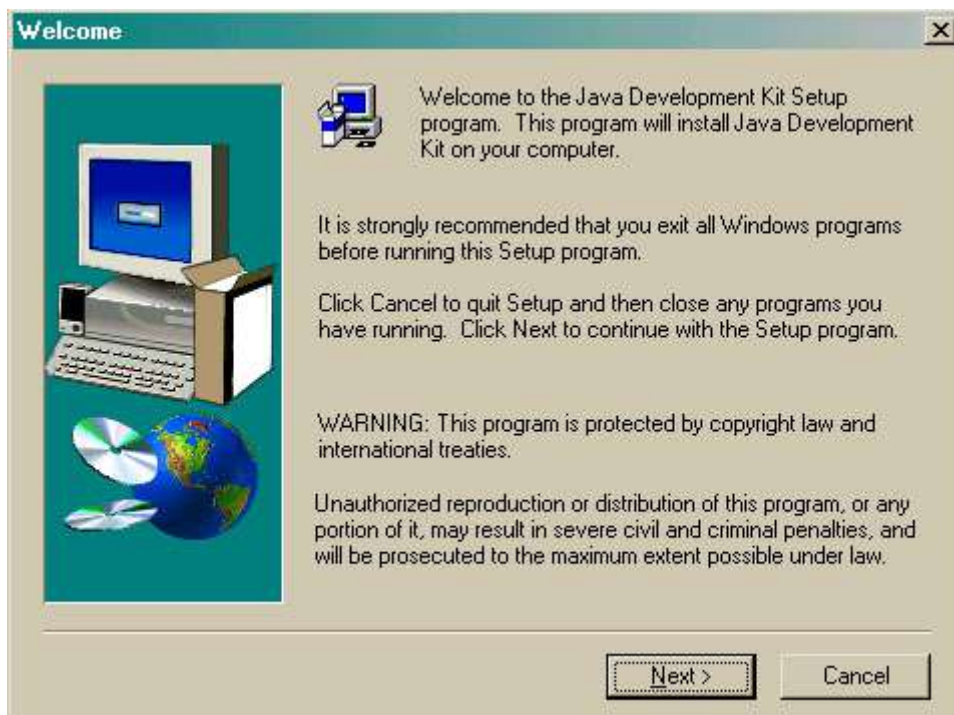 Welcome
Welcome to the Java Development Kit Setup
program.  This program will install Java Development
Kit on your computer.
It is strongly recommended that you exit all Windows programs
before running this Setup program.
Click Cancel to quit Setup and then close any programs you
have running.  Click Next to continue with the Setup program.
WARNING: This program is protected by copyright law and
international treaties.
Unauthorized reproduction or distribution of this program, or any
portion of it, may result in severe civil and criminal penalties, and
will be prosecuted to the maximum extent possible under law.
Next >
Cancel